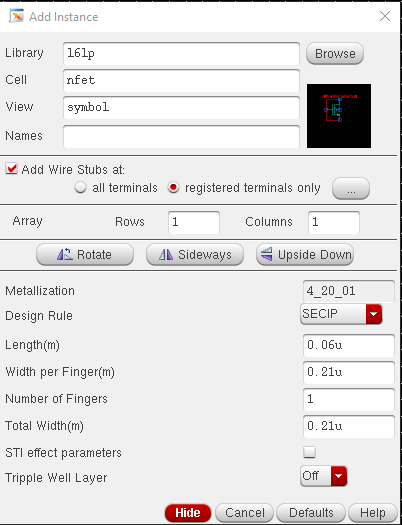 Add Instance
Library l6lp Browse
Cell nfet
View symbol
Names
Add Wire Stubs at:
all terminals registered terminals only ...
Array Rows 1 Columns 1
Rotate Sideways Upside Down
Metallization 4_20_01
Design Rule SECIP
Length(m) 0.06u
Width per Finger(m) 0.21u
Number of Fingers 1
Total Width(m) 0.21u
STI effect parameters
Tripple Well Layer Off
Hide Cancel Defaults Help